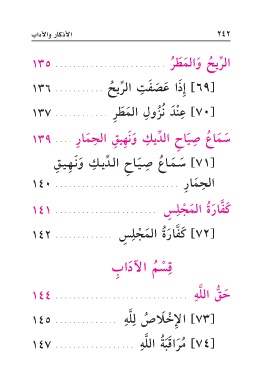 ٢٤٢ الأذكار والآداب
الرِّيحُ وَالمَطَرُ ........................ ١٣٥
[٦٩] إِذَا عَصَفَتِ الرِّيحُ ............ ١٣٦
[٧٠] عِنْدَ نُزُولِ المَطَرِ ............ ١٣٧
سَمَاعُ صِيَاحِ الدِّيكِ وَنَهِيقِ الحِمَارِ .... ١٣٩
[٧١] سَمَاعُ صِيَاحِ الدِّيكِ وَنَهِيقِ
الحِمَارِ ........................ ١٤٠
كَفَّارَةُ المَجْلِسِ .................... ١٤١
[٧٢] كَفَّارَةُ المَجْلِسِ ............ ١٤٢
قِسْمُ الآدَابِ
حَقُّ اللَّهِ ........................ ١٤٤
[٧٣] الإِخْلَاصُ لِلَّهِ ............ ١٤٥
[٧٤] مُرَاقَبَةُ اللَّهِ ................ ١٤٧